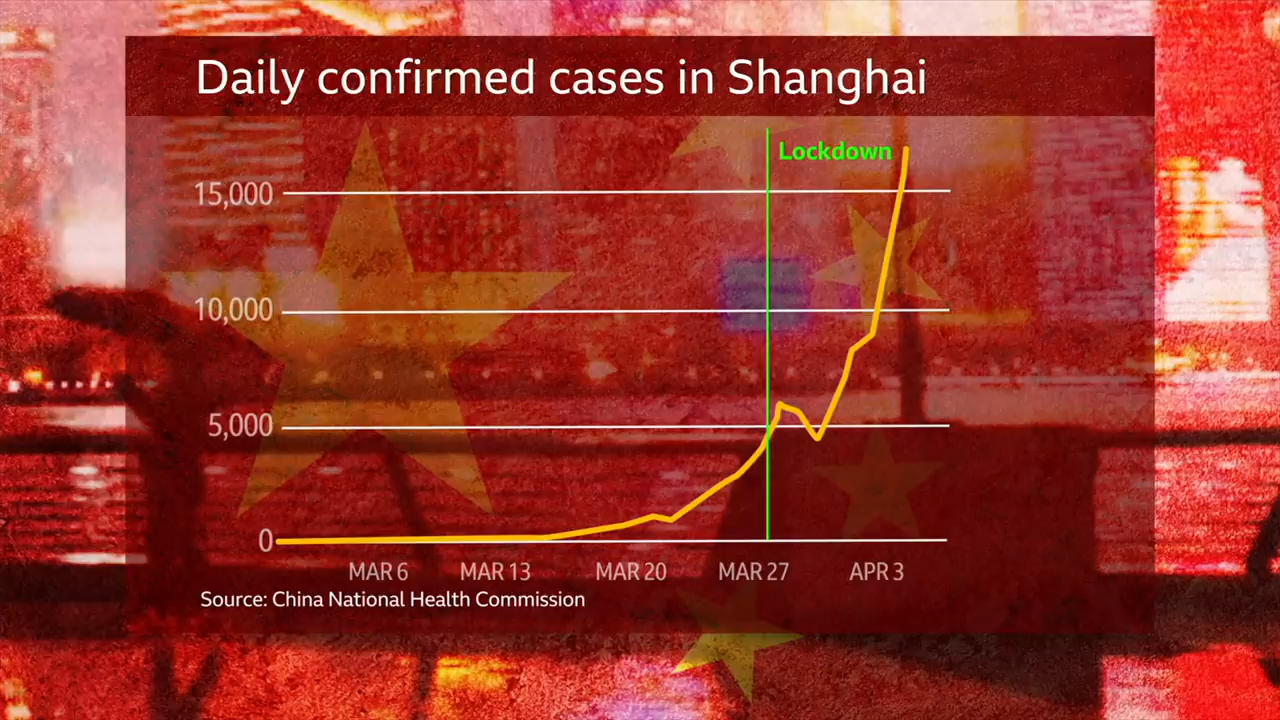 Daily confirmed cases in Shanghai
Lockdown
15,000
10,000
5,000
0
MAR 6 MAR 13 MAR 20 MAR 27 APR 3
Source: China National Health Commission